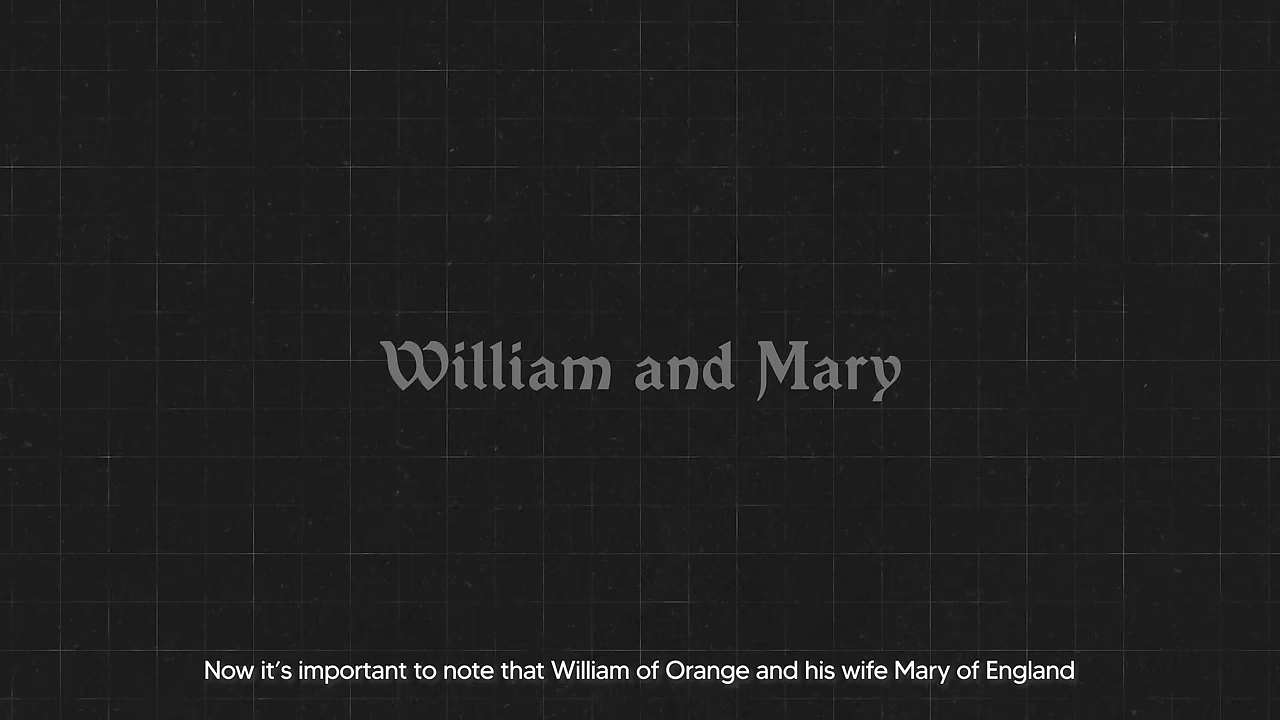 William and Mary
Now it's important to note that William of Orange and his wife Mary of England